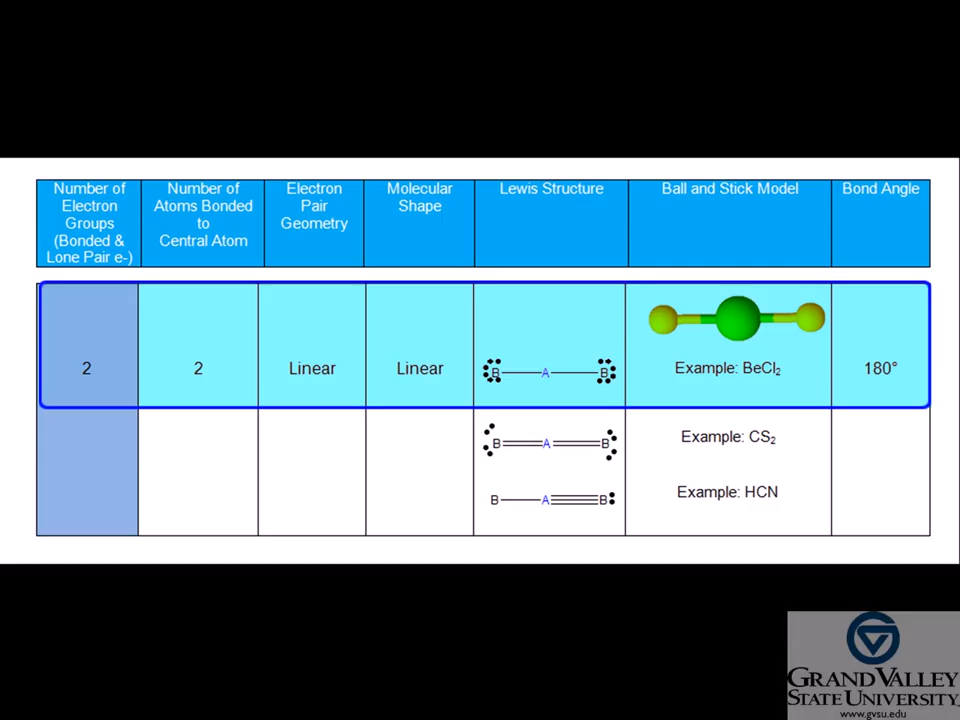 Number of
Electron
Groups
(Bonded &
Lone Pair e-)
Number of
Atoms Bonded
to
Central Atom
Electron
Pair
Geometry
Molecular
Shape
Lewis Structure
Ball and Stick Model
Bond Angle
2
2
Linear
Linear
B A B
Example: BeCl₂
180°
B A B
Example: CS₂
B A B
Example: HCN
GRAND VALLEY
STATE UNIVERSITY
www.gvsu.edu